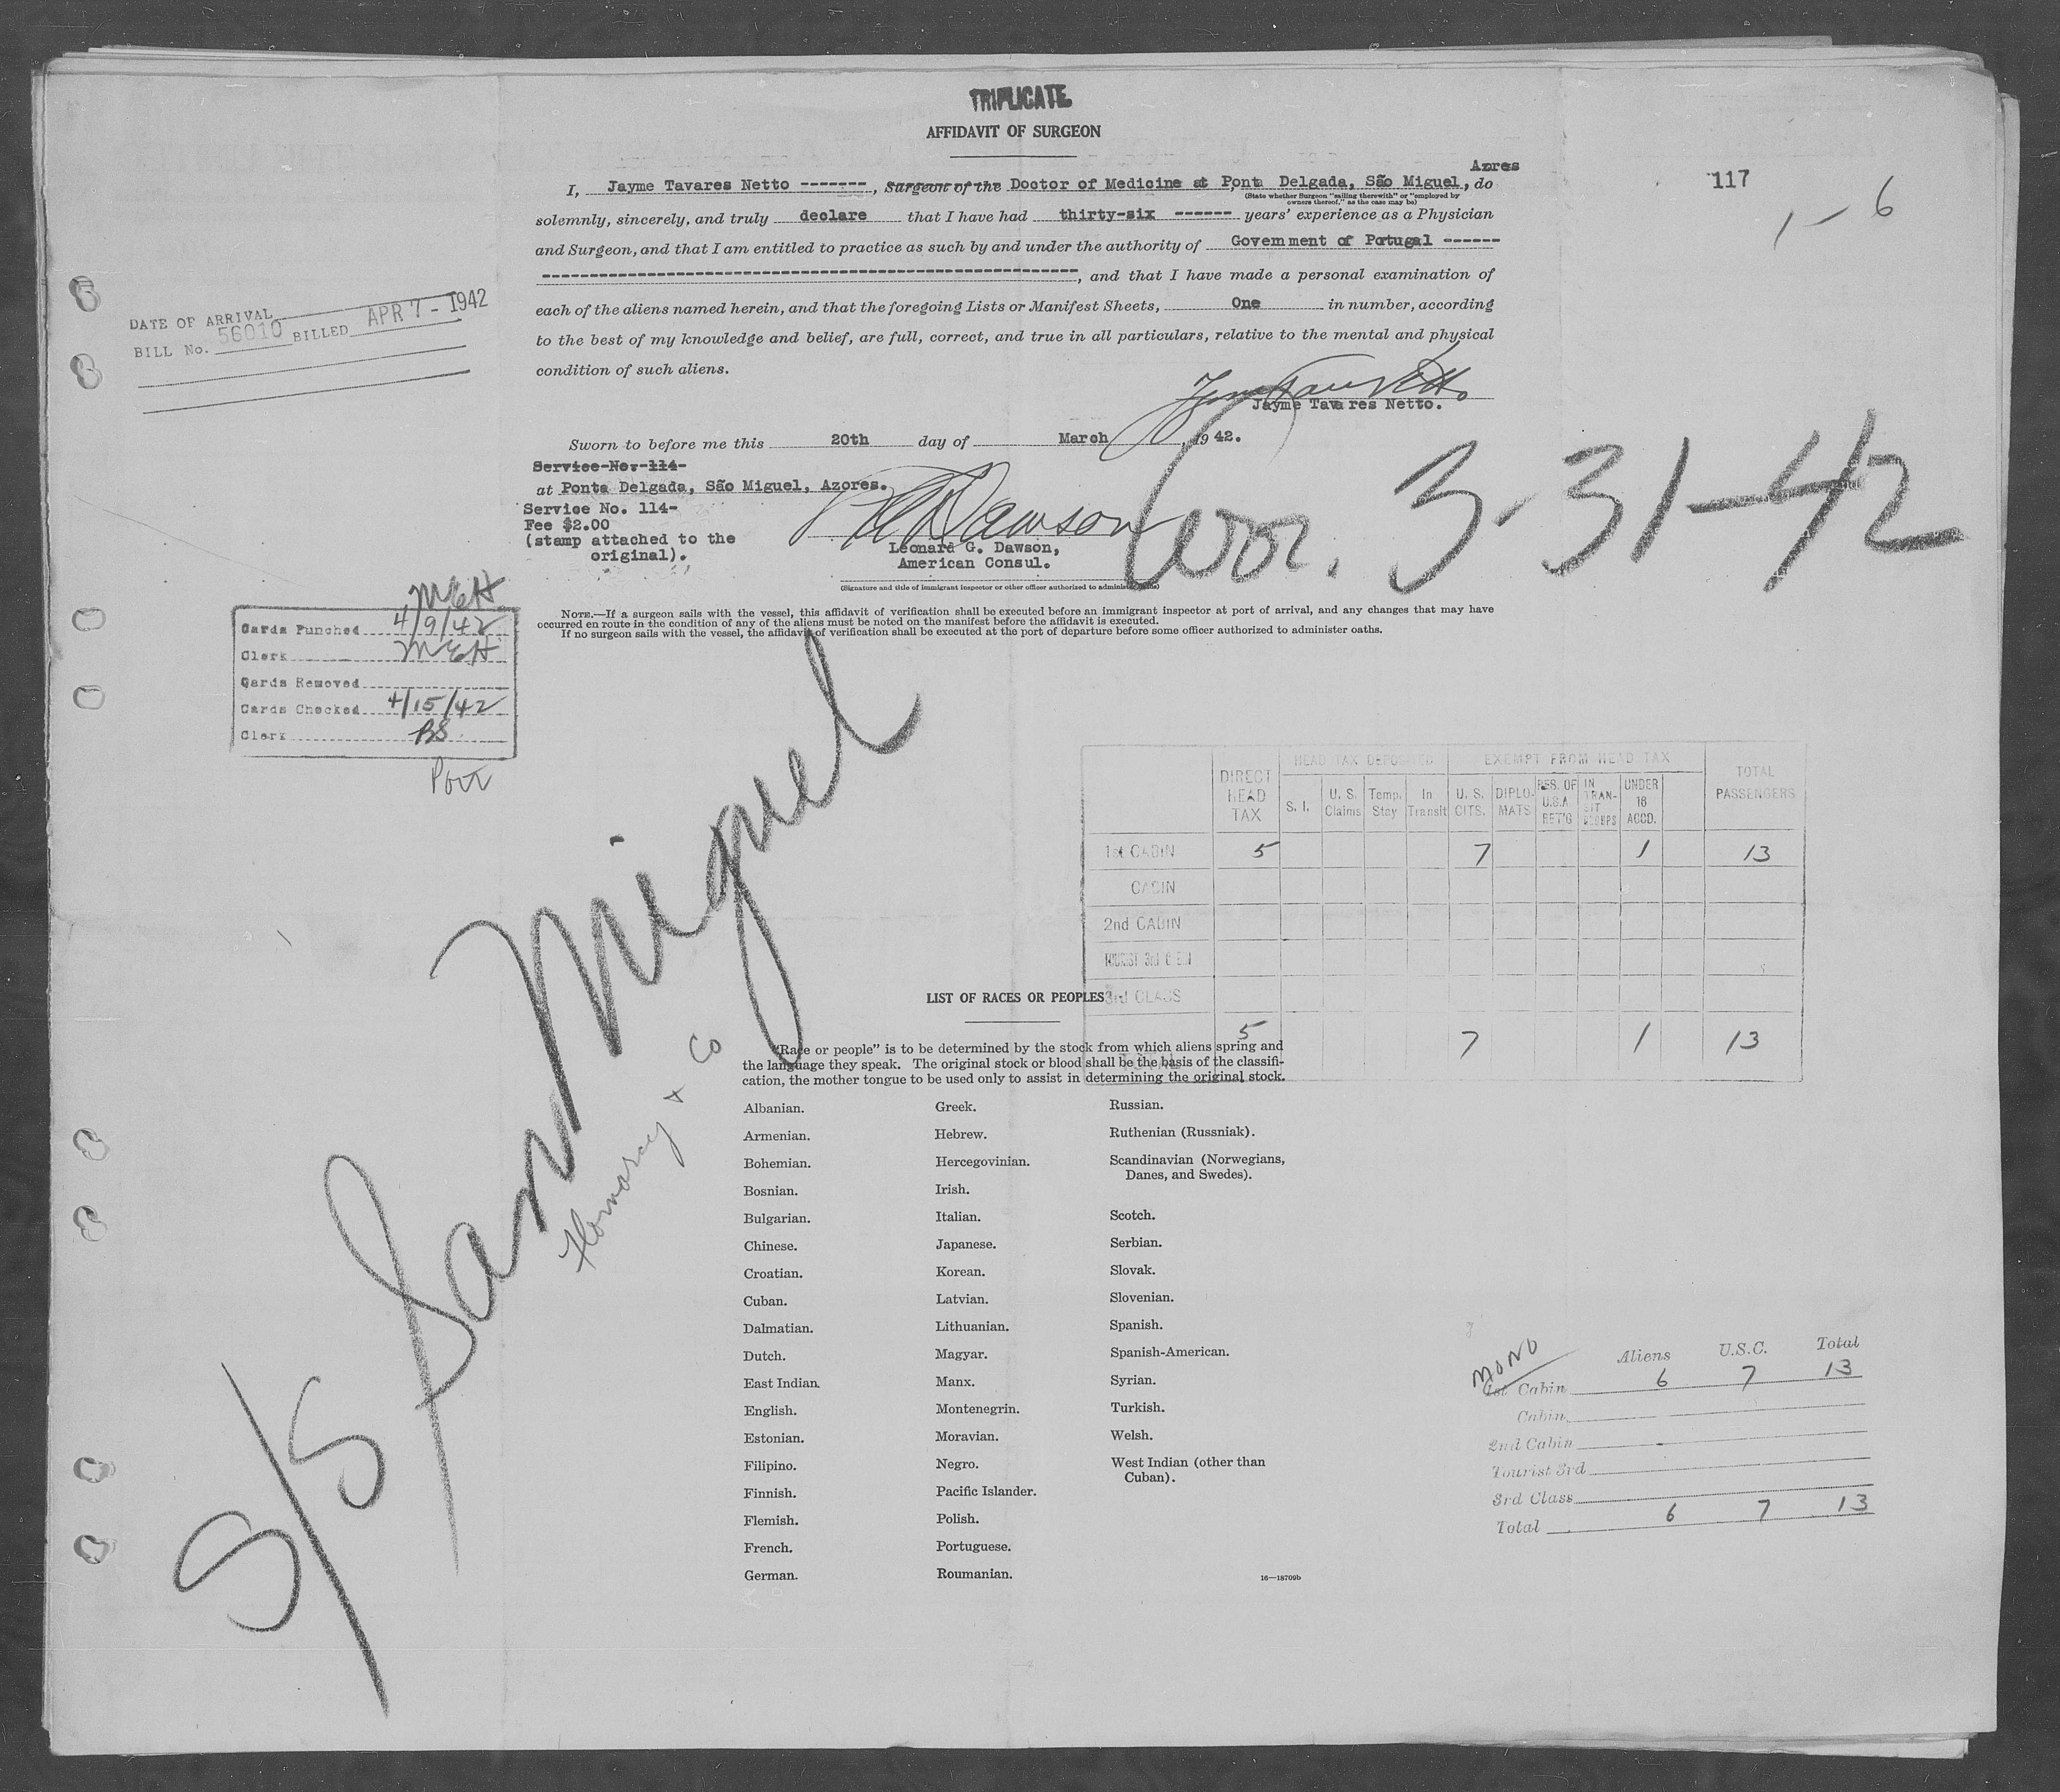 TRIPLICATE
AFFIDAVIT OF SURGEON
Azres
I, Jayme Tavares Netto -------, Surgeon of the Doctor of Medicine at Ponta Delgada, São Miguel, do
(State whether Surgeon "sailing therewith" or "employed by
owners thereof," as the case may be)
solemnly, sincerely, and truly declare that I have had thirty-six ------ years' experience as a Physician
and Surgeon, and that I am entitled to practice as such by and under the authority of Government of Portugal ------
, and that I have made a personal examination of
each of the aliens named herein, and that the foregoing Lists or Manifest Sheets, One in number, according
to the best of my knowledge and belief, are full, correct, and true in all particulars, relative to the mental and physical
condition of such aliens.
Jayme Tavares Netto.
Sworn to before me this 20th day of March, 1942.
Service-No.-114-
at Ponta Delgada, São Miguel, Azores.
Service No. 114-
Fee $2.00
(stamp attached to the
original).
Leonard G. Dawson,
American Consul.
(Signature and title of immigrant inspector or other officer authorized to administer oaths)
NOTE.—If a surgeon sails with the vessel, this affidavit of verification shall be executed before an immigrant inspector at port of arrival, and any changes that may have
occurred en route in the condition of any of the aliens must be noted on the manifest before the affidavit is executed.
If no surgeon sails with the vessel, the affidavit of verification shall be executed at the port of departure before some officer authorized to administer oaths.
117
1 - 6
DATE OF ARRIVAL
BILL No. 56010 BILLED APR 7 - 1942
3-31-42
MEH
Cards Punched 4/9/42
Clerk MEH
Cards Removed
Cards Checked 4/15/42
Clerk BS
Port
S/S San Miguel
& Co
DIRECT HEAD TAX
HEAD TAX DEPOSITED
EXEMPT FROM HEAD TAX
TOTAL PASSENGERS
S. I.
U. S. Claims
Temp. Stay
In Transit
U. S. CITS.
DIPLOMATS
RES. OF U.S.A. RET'G
IN TRANSIT GROUPS
UNDER 16 ACCD.
1st CABIN 5 7 1 13
CABIN
2nd CABIN
TOURIST 3rd CABIN
3rd CLASS
TOTAL 5 7 1 13
LIST OF RACES OR PEOPLES
"Race or people" is to be determined by the stock from which aliens spring and
the language they speak. The original stock or blood shall be the basis of the classifi-
cation, the mother tongue to be used only to assist in determining the original stock.
Albanian.
Armenian.
Bohemian.
Bosnian.
Bulgarian.
Chinese.
Croatian.
Cuban.
Dalmatian.
Dutch.
East Indian.
English.
Estonian.
Filipino.
Finnish.
Flemish.
French.
German.
Greek.
Hebrew.
Hercegovinian.
Irish.
Italian.
Japanese.
Korean.
Latvian.
Lithuanian.
Magyar.
Manx.
Montenegrin.
Moravian.
Negro.
Pacific Islander.
Polish.
Portuguese.
Roumanian.
Russian.
Ruthenian (Russniak).
Scandinavian (Norwegians,
Danes, and Swedes).
Scotch.
Serbian.
Slovak.
Slovenian.
Spanish.
Spanish-American.
Syrian.
Turkish.
Welsh.
West Indian (other than
Cuban).
16—18709b
Aliens U.S.C. Total
MONO
1st Cabin 6 7 13
Cabin
2nd Cabin
Tourist 3rd
3rd Class
Total 6 7 13